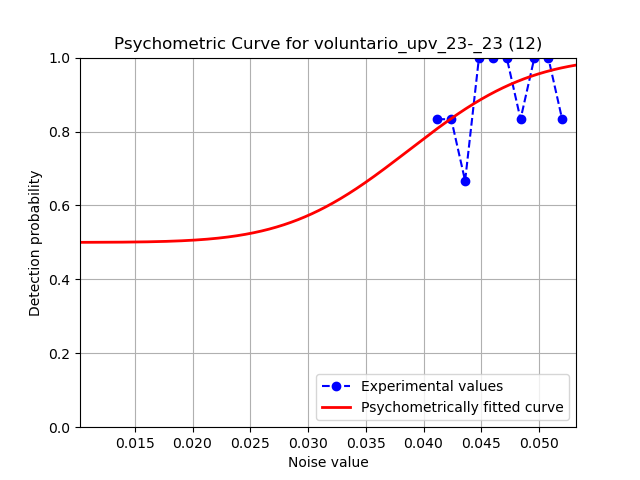 Psychometric Curve for voluntario_upv_23-_23 (12)
1.0
0.8
0.6
0.4
0.2
0.0
Detection probability
Experimental values
Psychometrically fitted curve
0.015 0.020 0.025 0.030 0.035 0.040 0.045 0.050
Noise value